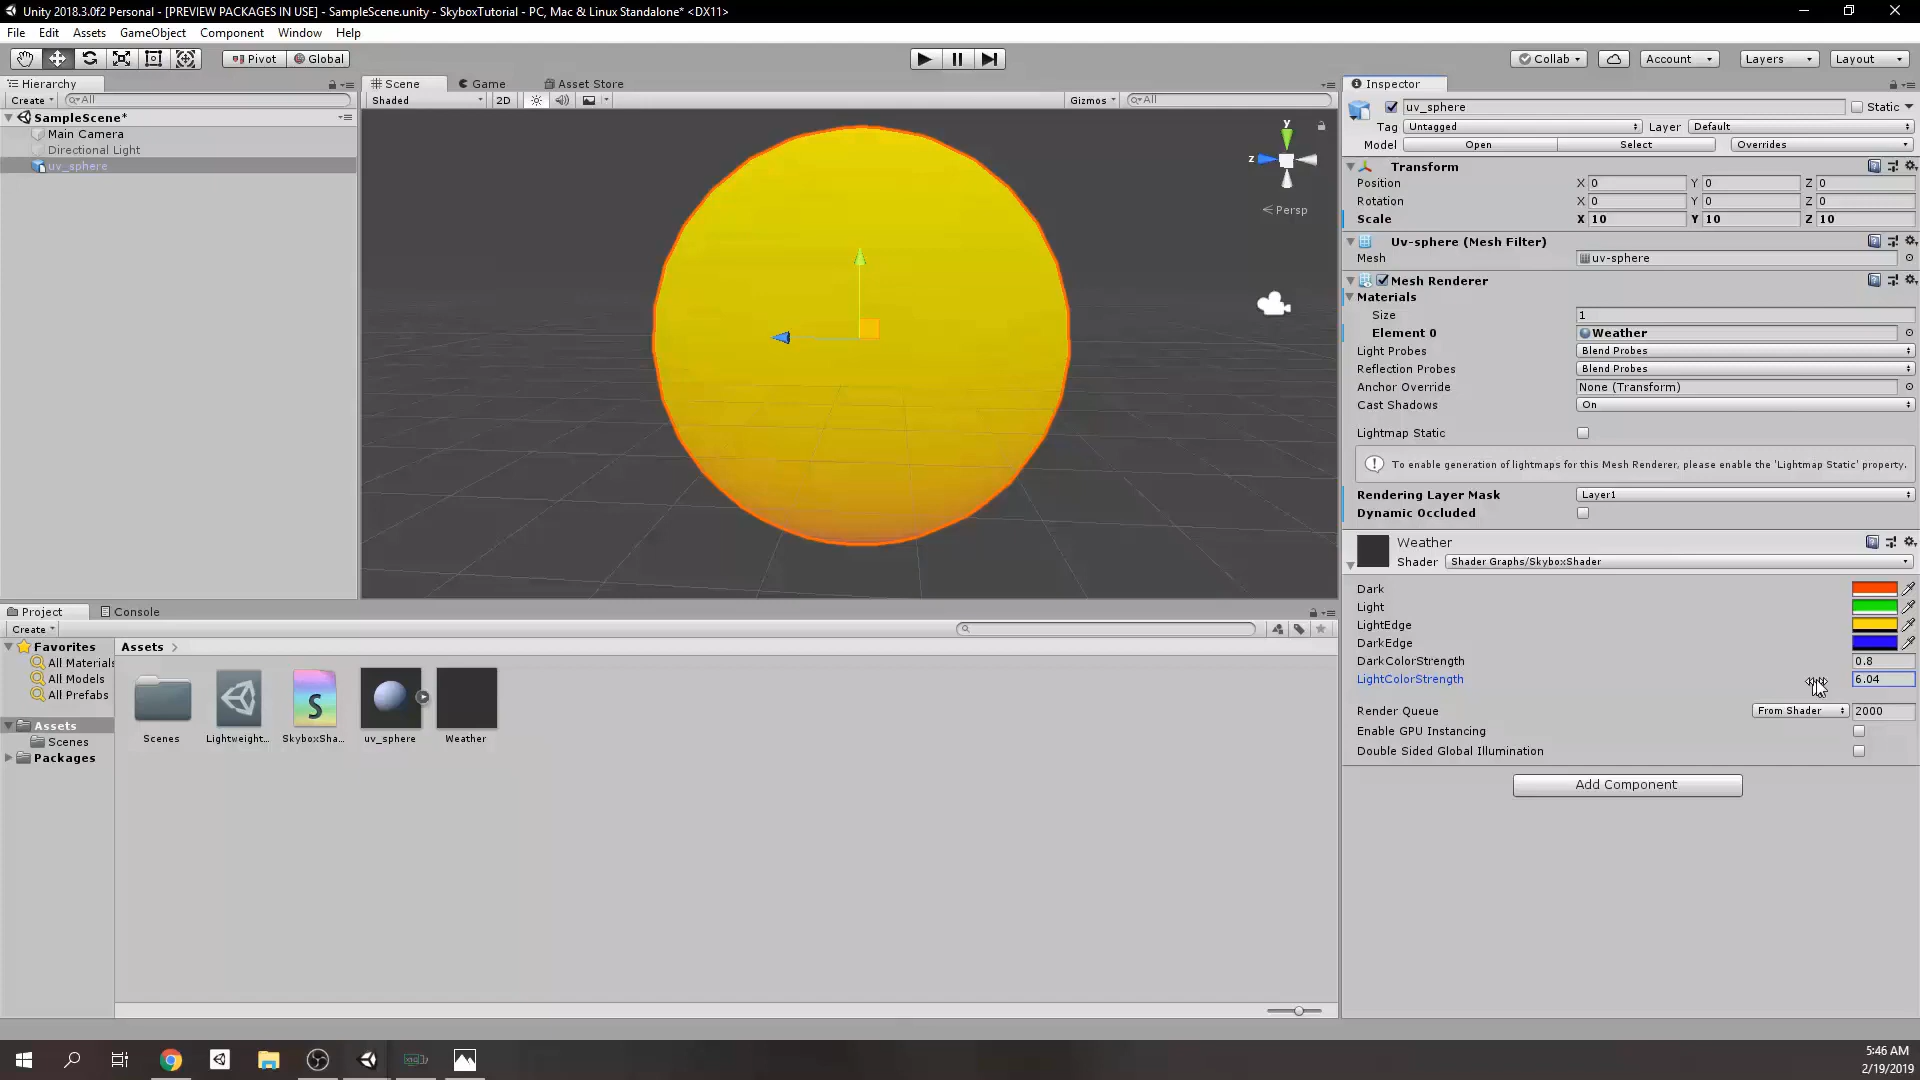 Unity 2018.3.0f2 Personal - [PREVIEW PACKAGES IN USE] - SampleScene.unity - SkyboxTutorial - PC, Mac & Linux Standalone* <DX11>
File Edit Assets GameObject Component Window Help
Pivot Global Collab Account Layers Layout
Hierarchy
Create All
SampleScene*
Main Camera
Directional Light
uv_sphere
Scene Game Asset Store
Shaded 2D Gizmos All
y
z
Persp
Inspector
uv_sphere Static
Tag Untagged Layer Default
Model Open Select Overrides
Transform
Position X 0 Y 0 Z 0
Rotation X 0 Y 0 Z 0
Scale X 10 Y 10 Z 10
Uv-sphere (Mesh Filter)
Mesh uv-sphere
Mesh Renderer
Materials
Size 1
Element 0 Weather
Light Probes Blend Probes
Reflection Probes Blend Probes
Anchor Override None (Transform)
Cast Shadows On
Lightmap Static
To enable generation of lightmaps for this Mesh Renderer, please enable the 'Lightmap Static' property.
Rendering Layer Mask Layer1
Dynamic Occluded
Weather
Shader Shader Graphs/SkyboxShader
Dark
Light
LightEdge
DarkEdge
DarkColorStrength 0.8
LightColorStrength 6.04
Render Queue From Shader 2000
Enable GPU Instancing
Double Sided Global Illumination
Add Component
Project Console
Create
Favorites
All Materials
All Models
All Prefabs
Assets
Scenes
Packages
Assets
Scenes Lightweight... SkyboxSha... uv_sphere Weather
5:46 AM
2/19/2019